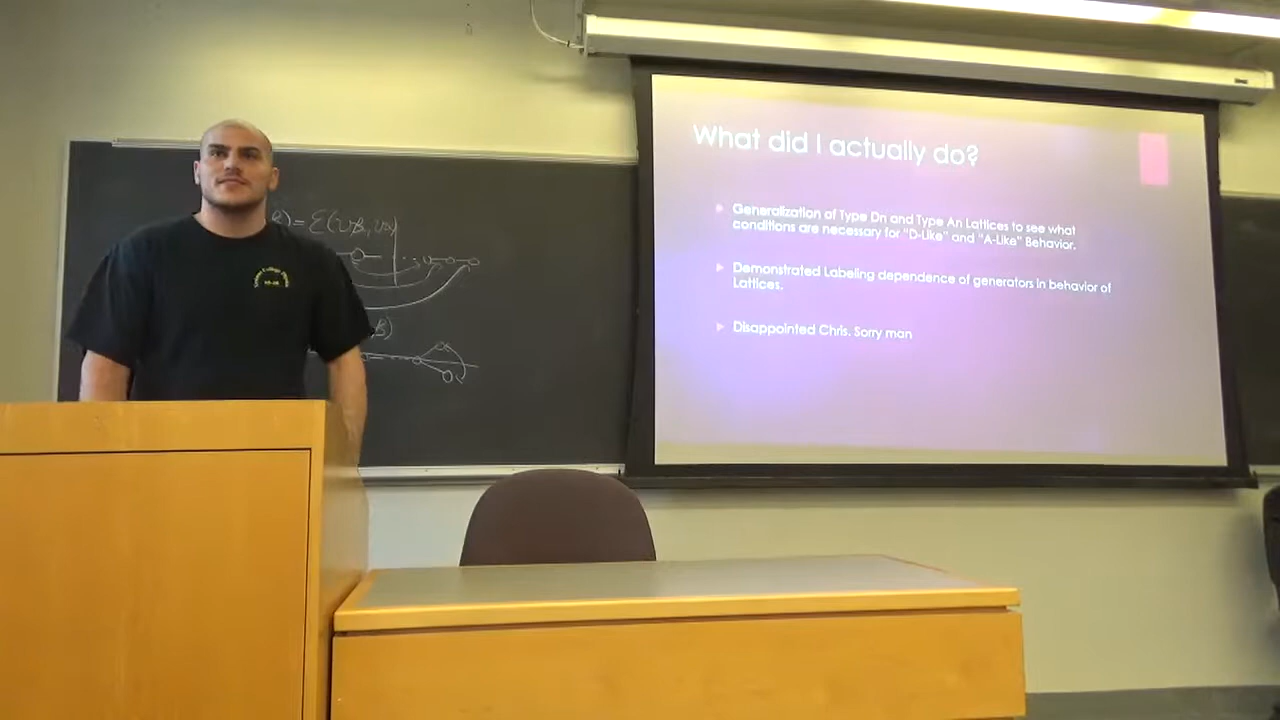 What did I actually do?
Generalization of Type Dn and Type An Lattices to see what
conditions are necessary for "D-Like" and "A-Like" Behavior.
Demonstrated Labeling dependence of generators in behavior of
Lattices.
Disappointed Chris. Sorry man